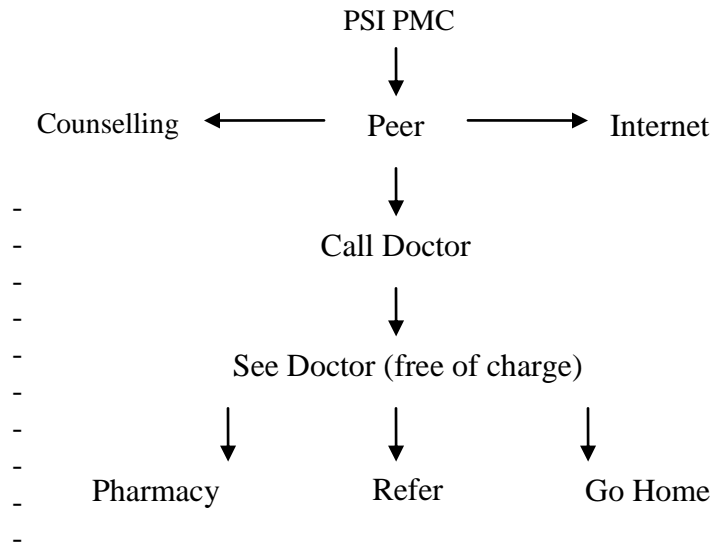 PSI PMC
Counselling Peer Internet
-
-
Call Doctor
-
-
-
See Doctor (free of charge)
-
-
-
Pharmacy Refer Go Home
-
-